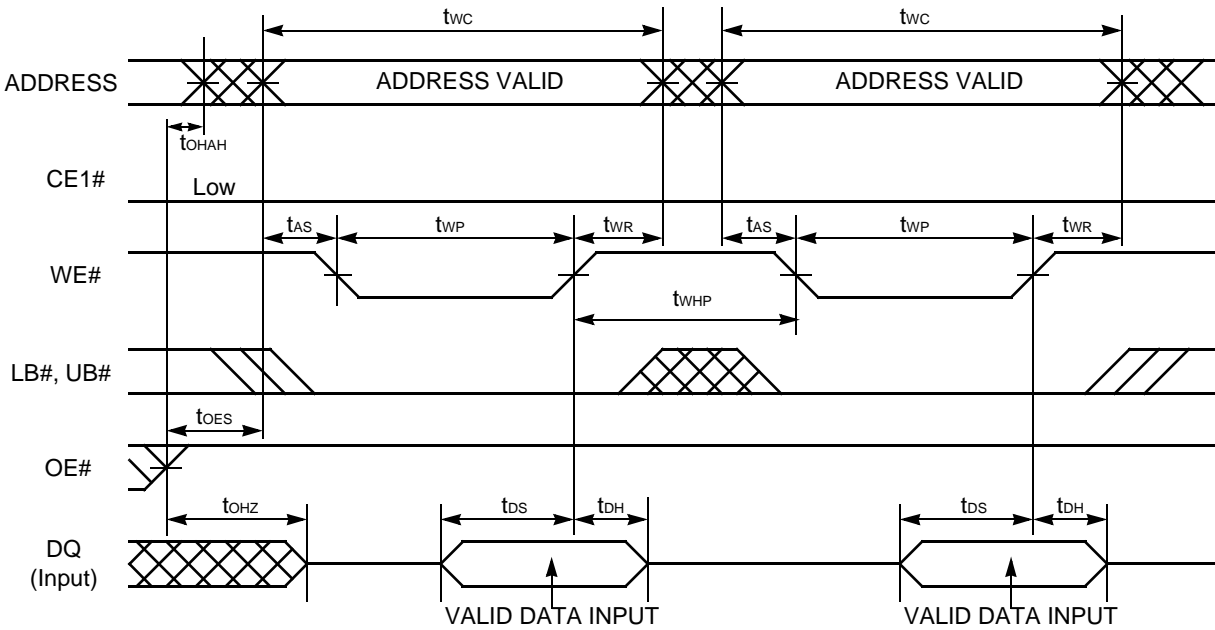 tWC tWC
ADDRESS ADDRESS VALID ADDRESS VALID
tOHAH
CE1# Low
tAS tWP tWR tAS tWP tWR
WE#
tWHP
LB#, UB#
tOES
OE#
tOHZ tDS tDH tDS tDH
DQ
(Input)
VALID DATA INPUT VALID DATA INPUT